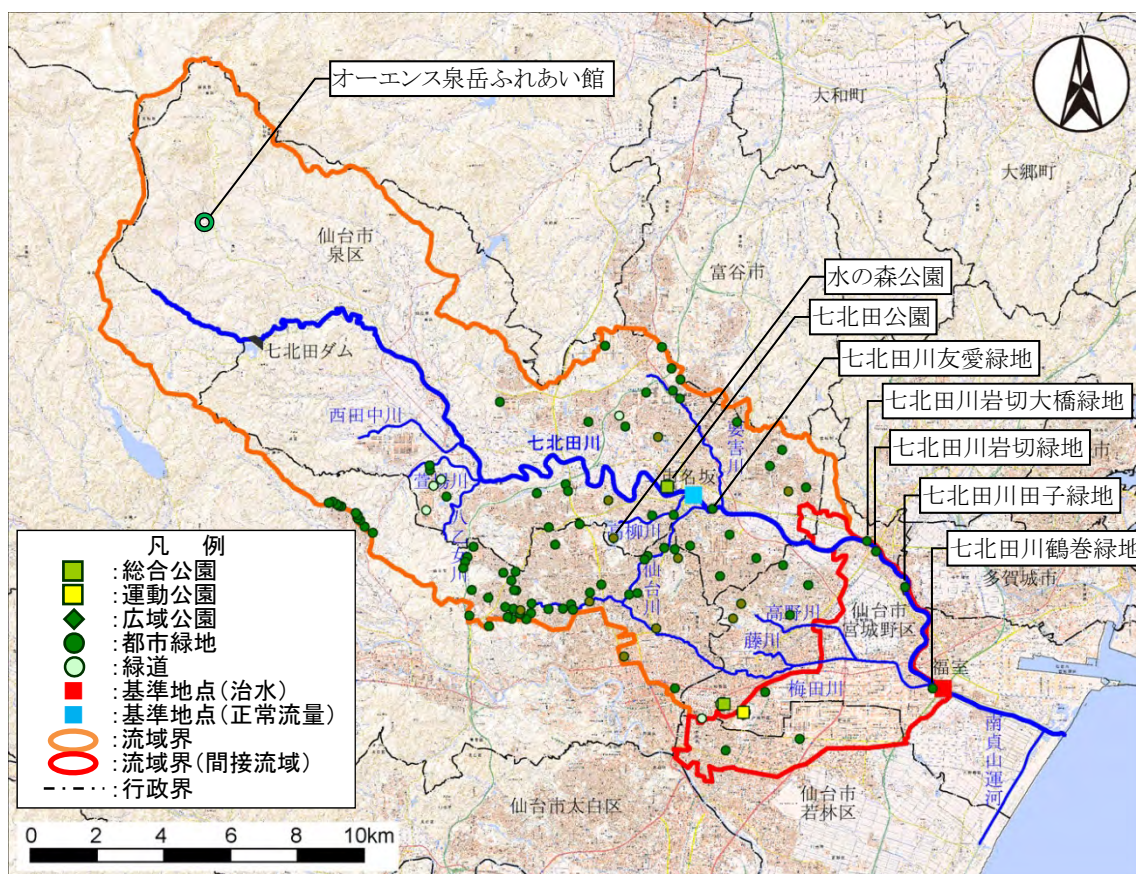 オーエンス泉岳ふれあい館
N
大和町
大郷町
仙台市
泉区
富谷市
水の森公園
七北田公園
七北田川友愛緑地
七北田川岩切大橋緑地
七北田川岩切緑地
七北田川田子緑地
七北田川鶴巻緑地
七北田ダム
西田中川
七北田川
要害川
萱場川
八乙女川
高柳川
仙台川
高野川
藤川
梅田川
仙台市
宮城野区
多賀城市
福室
南貞山運河
仙台市太白区
仙台市
若林区
凡 例
:総合公園
:運動公園
:広域公園
:都市緑地
:緑道
:基準地点(治水)
:基準地点(正常流量)
:流域界
:流域界(間接流域)
:行政界
0 2 4 6 8 10km